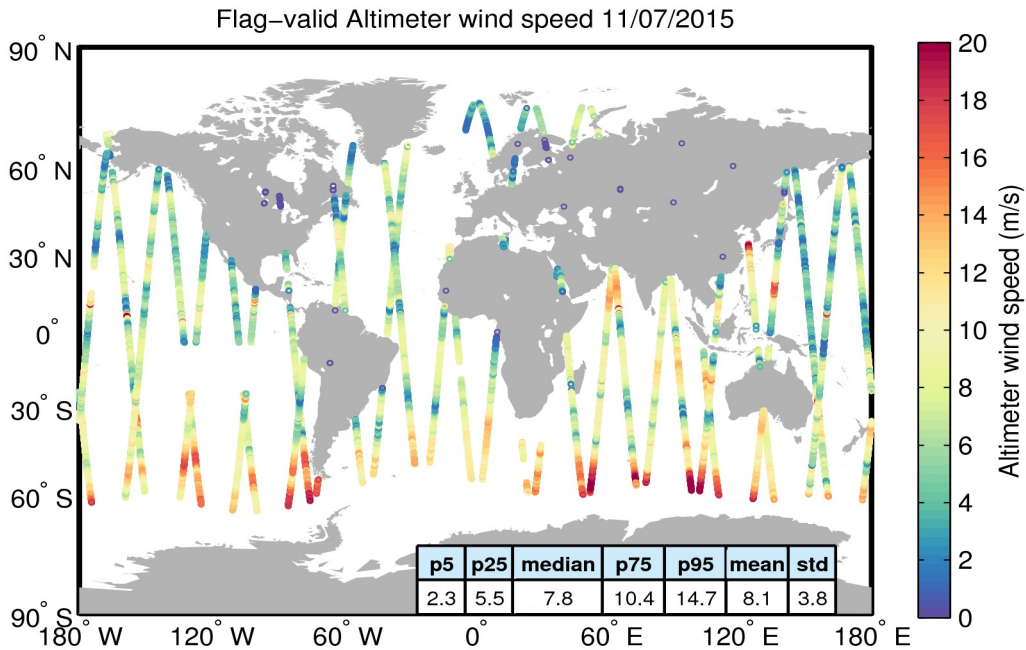 Flag−valid Altimeter wind speed 11/07/2015
90° N
60° N
30° N
0°
30° S
60° S
90° S
180° W
120° W
60° W
0°
60° E
120° E
180° E
p5 p25 median p75 p95 mean std
2.3 5.5 7.8 10.4 14.7 8.1 3.8
20
18
16
14
12
10
8
6
4
2
0
Altimeter wind speed (m/s)